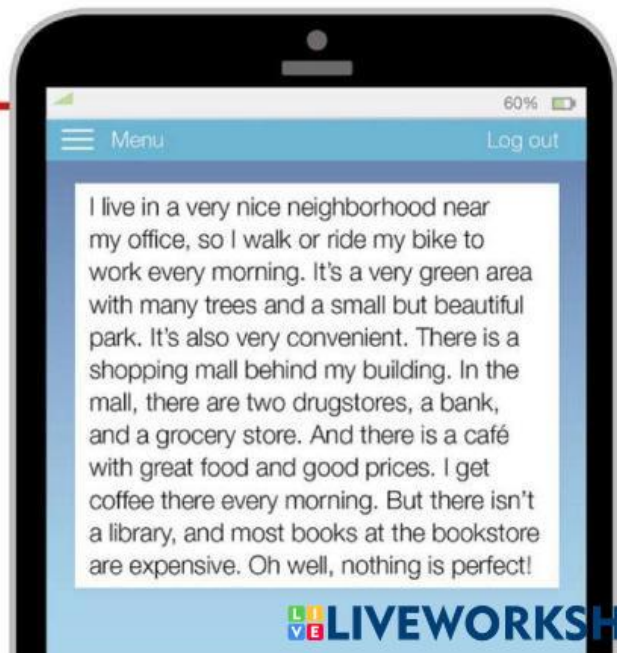 60%
Menu
Log out
I live in a very nice neighborhood near
my office, so I walk or ride my bike to
work every morning. It's a very green area
with many trees and a small but beautiful
park. It's also very convenient. There is a
shopping mall behind my building. In the
mall, there are two drugstores, a bank,
and a grocery store. And there is a café
with great food and good prices. I get
coffee there every morning. But there isn't
a library, and most books at the bookstore
are expensive. Oh well, nothing is perfect!
LIVE LIVEWORKSH